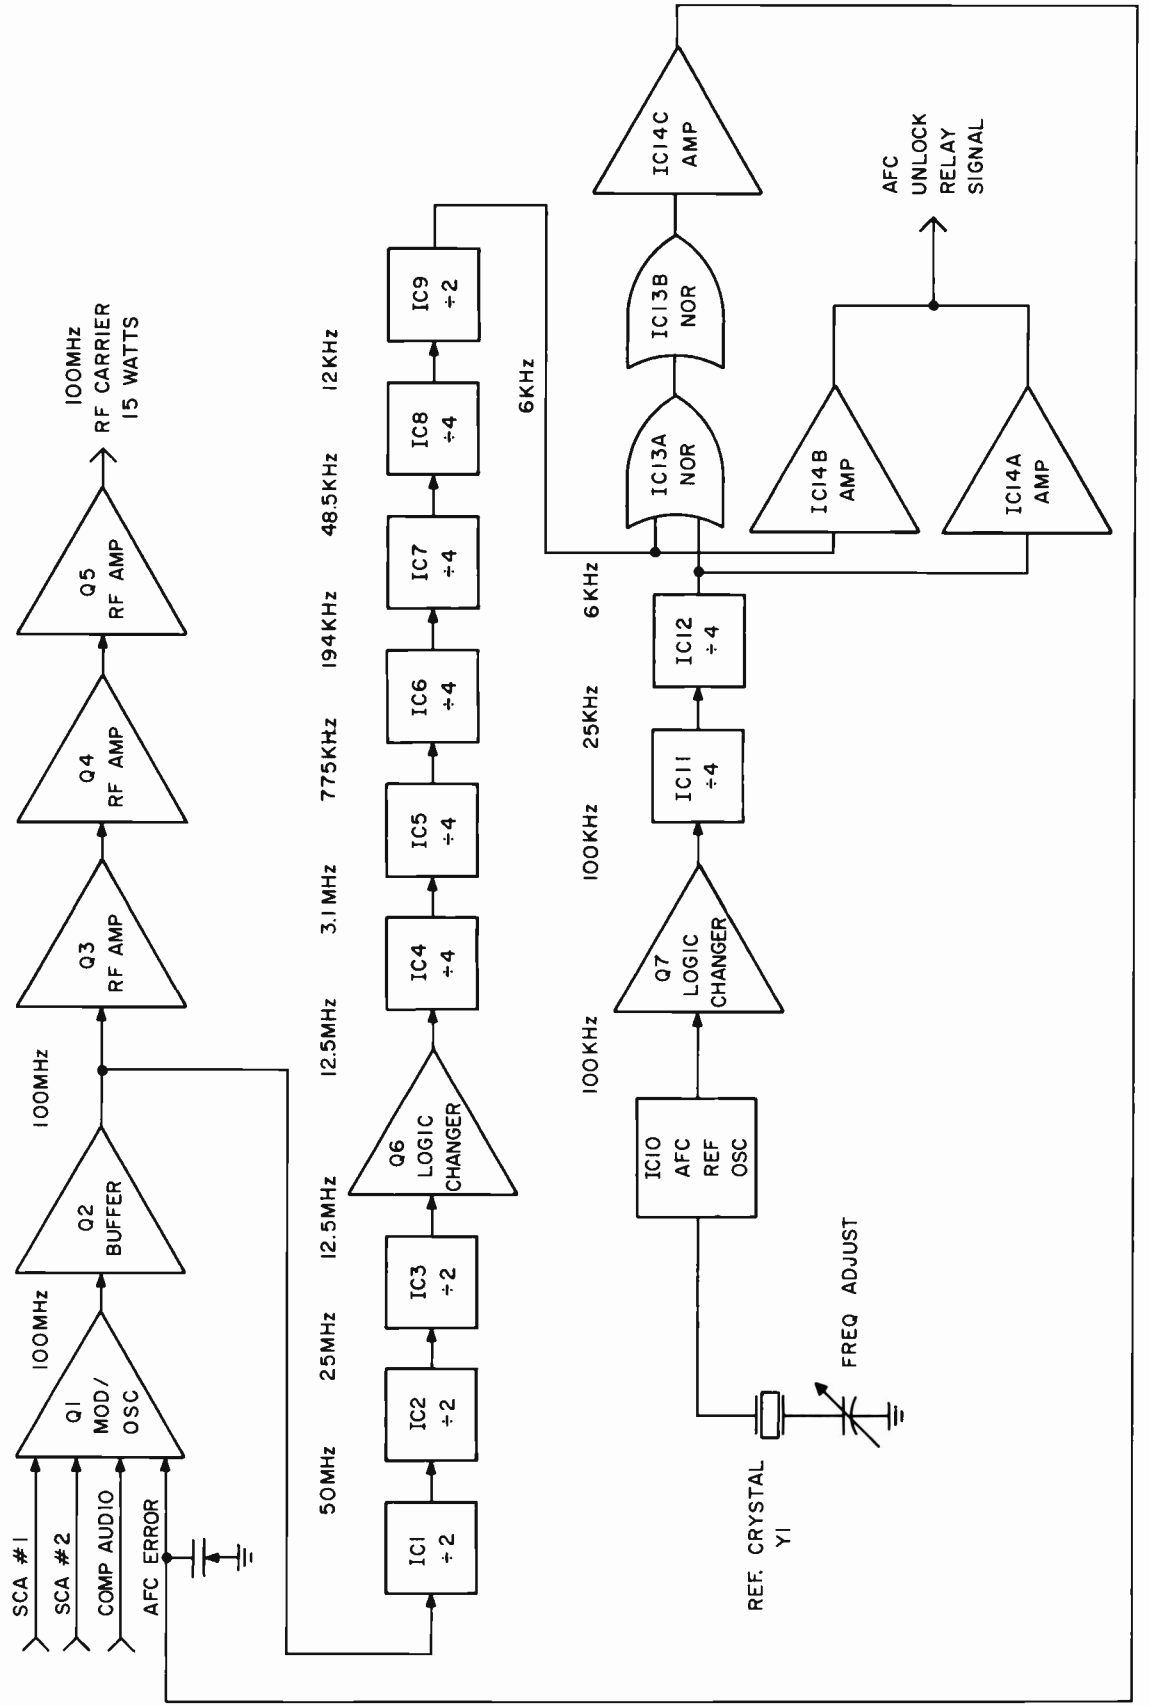 SCA #1
SCA #2
COMP AUDIO
AFC ERROR
Q1
MOD/
OSC
100MHz
Q2
BUFFER
100MHz
Q3
RF AMP
Q4
RF AMP
Q5
RF AMP
100MHz
RF CARRIER
15 WATTS
IC1
÷2
50MHz
IC2
÷2
25MHz
IC3
÷2
12.5MHz
Q6
LOGIC
CHANGER
12.5MHz
IC4
÷4
3.1MHz
IC5
÷4
775KHz
IC6
÷4
194KHz
IC7
÷4
48.5KHz
IC8
÷4
12KHz
IC9
÷2
6KHz
REF. CRYSTAL
Y1
FREQ ADJUST
IC10
AFC
REF
OSC
100KHz
Q7
LOGIC
CHANGER
100KHz
IC11
÷4
25KHz
IC12
÷4
6KHz
IC13A
NOR
IC13B
NOR
IC14C
AMP
IC14B
AMP
IC14A
AMP
AFC
UNLOCK
RELAY
SIGNAL